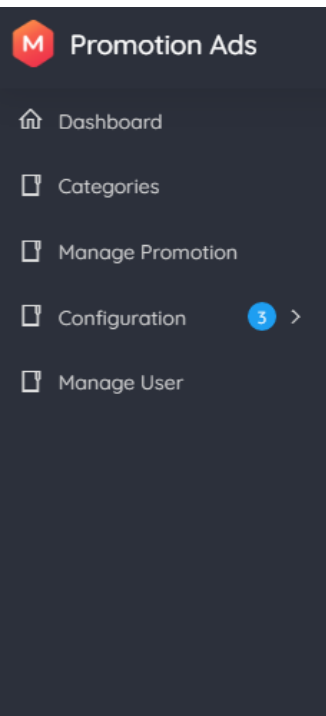 M Promotion Ads
Dashboard
Categories
Manage Promotion
Configuration 3
Manage User